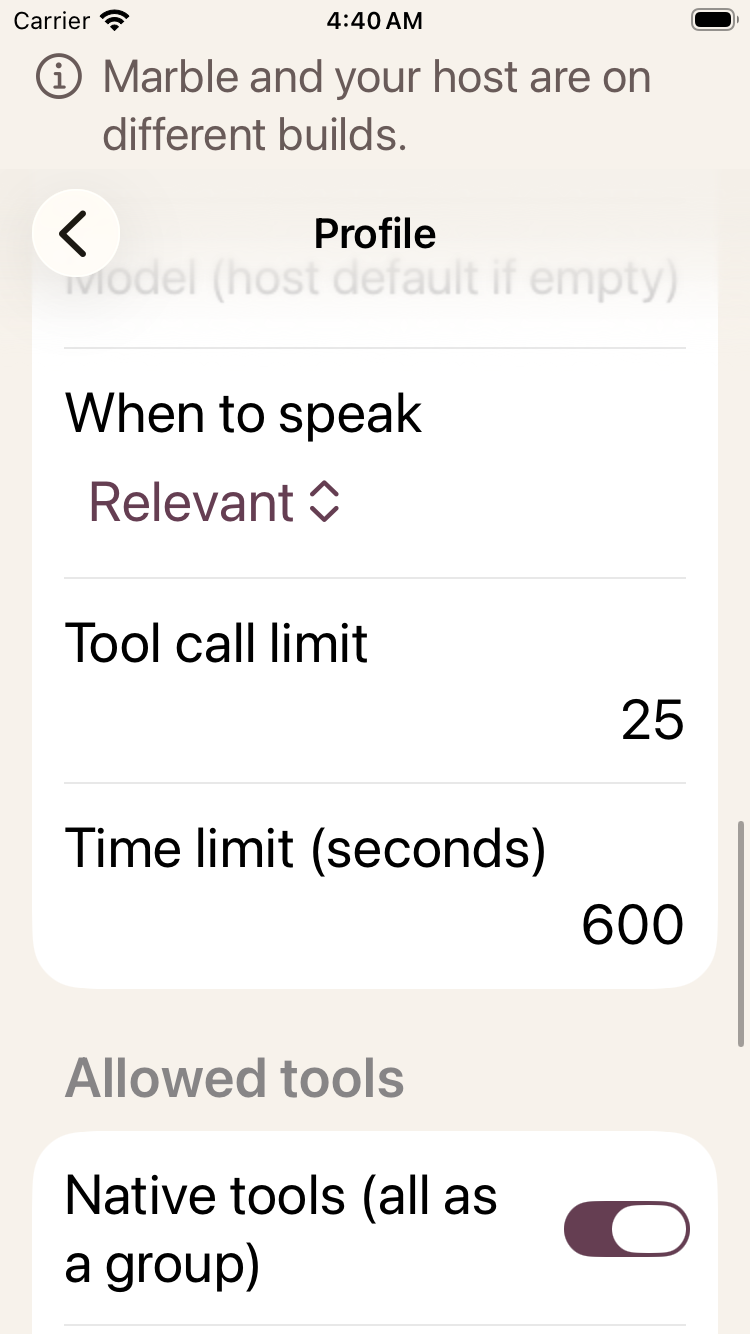 Carrier
4:40 AM
Marble and your host are on
different builds.
Profile
Model (host default if empty)
When to speak
Relevant
Tool call limit
25
Time limit (seconds)
600
Allowed tools
Native tools (all as
a group)